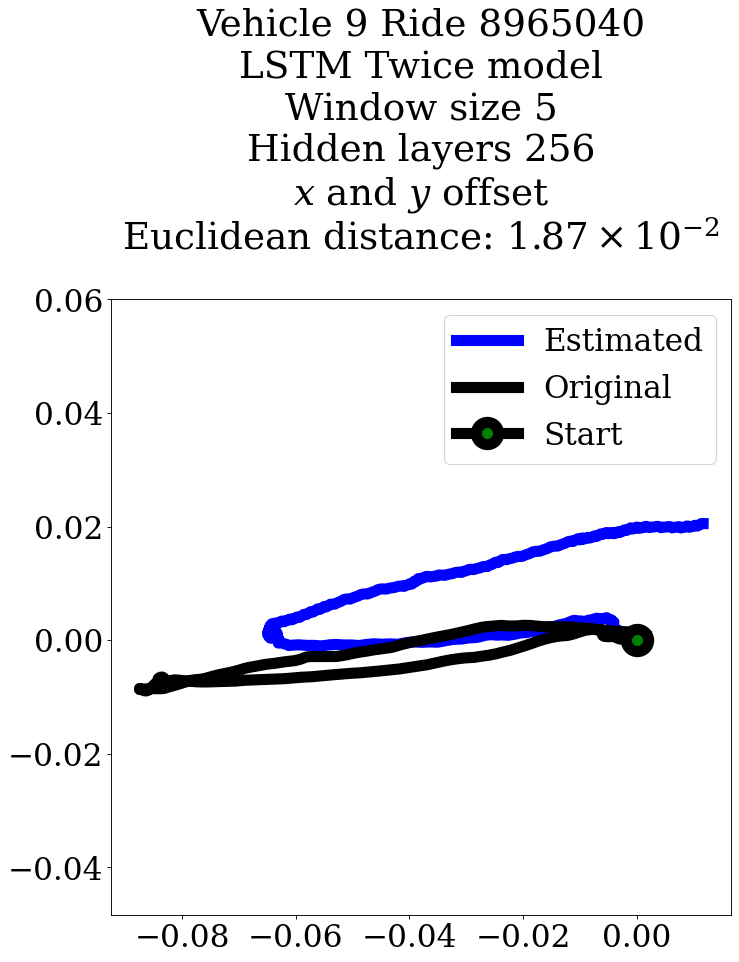 Vehicle 9 Ride 8965040
LSTM Twice model
Window size 5
Hidden layers 256
x and y offset
Euclidean distance: 1.87 × 10⁻²
Estimated
Original
Start
0.06
0.04
0.02
0.00
−0.02
−0.04
−0.08 −0.06 −0.04 −0.02 0.00